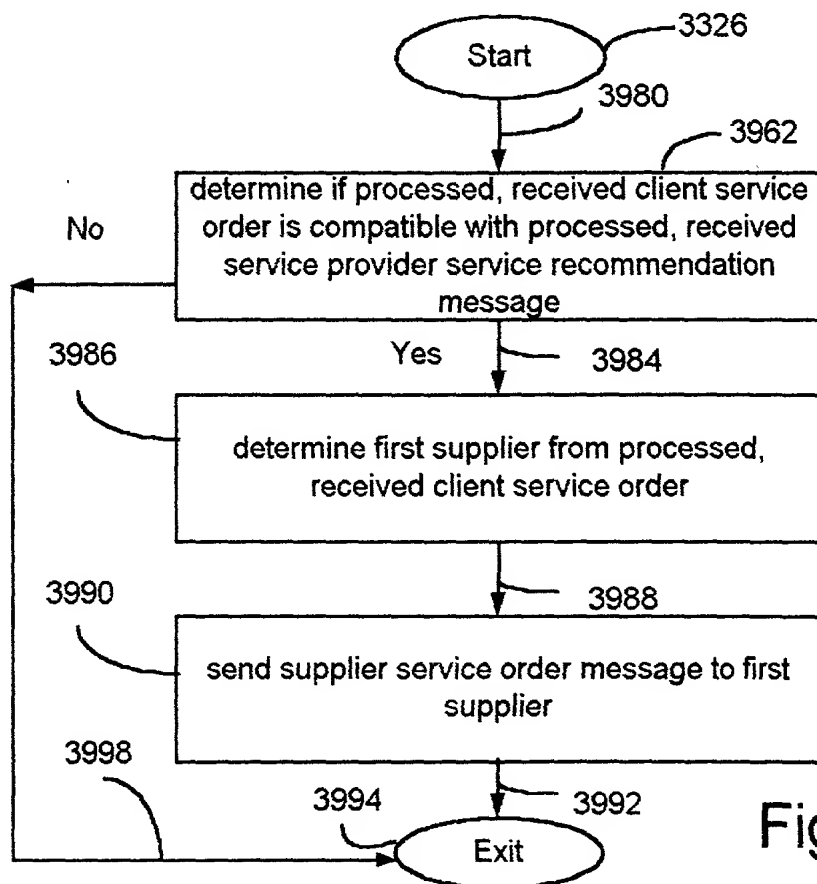 3326
Start
3980
3962
determine if processed, received client service
order is compatible with processed, received
service provider service recommendation
message
No
3986
Yes
3984
determine first supplier from processed,
received client service order
3990
3988
send supplier service order message to first
supplier
3998
3994
3992
Exit
Fig